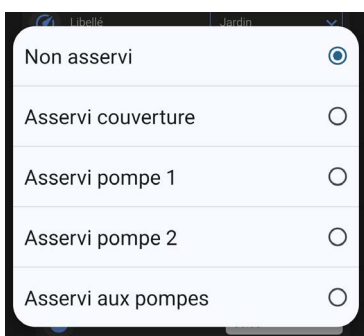 Libellé Jardin
Non asservi
Asservi couverture
Asservi pompe 1
Asservi pompe 2
Asservi aux pompes